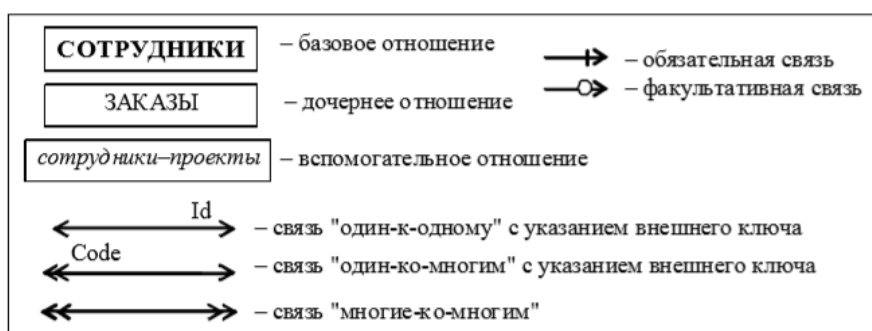 СОТРУДНИКИ – базовое отношение
– обязательная связь
ЗАКАЗЫ – дочернее отношение
– факультативная связь
сотрудники–проекты – вспомогательное отношение
Id
– связь "один-к-одному" с указанием внешнего ключа
Code
– связь "один-ко-многим" с указанием внешнего ключа
– связь "многие-ко-многим"